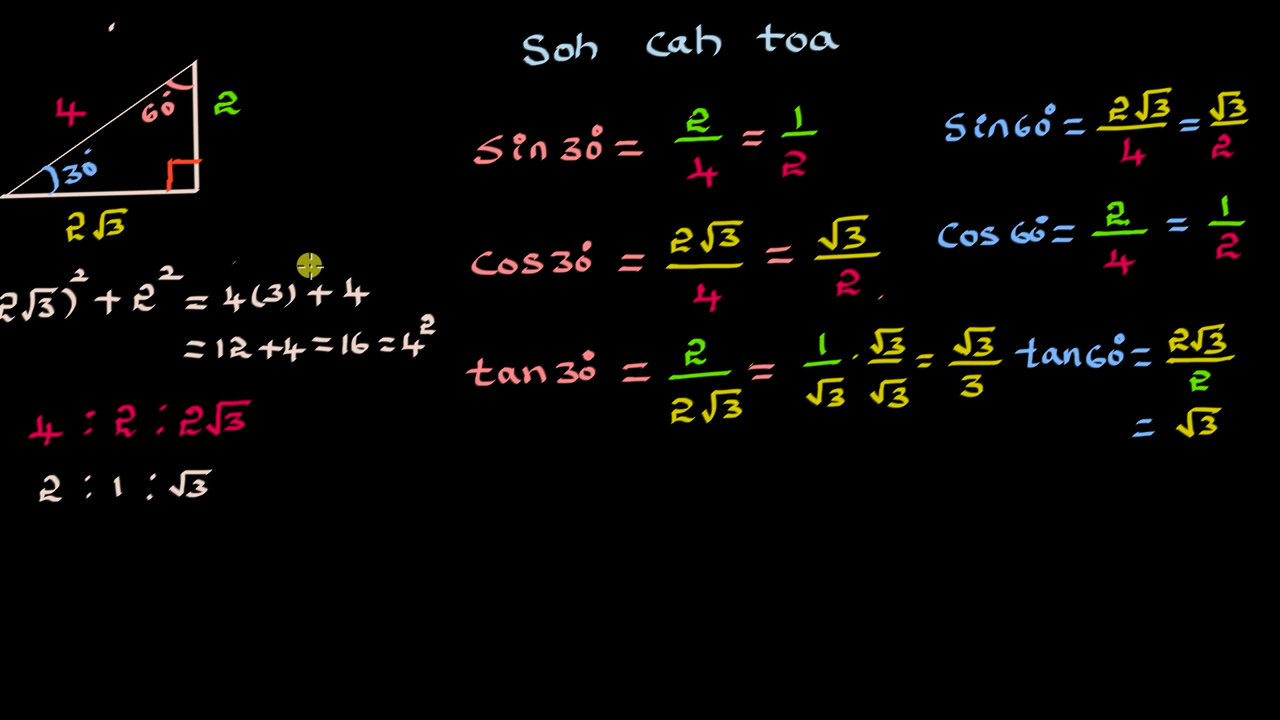 Soh cah toa
4
60°
2
30°
2√3
2√3)² + 2² = 4(3) + 4
= 12 + 4 = 16 = 4²
4 : 2 : 2√3
2 : 1 : √3
Sin 30° = 2/4 = 1/2
Cos 30° = 2√3/4 = √3/2
tan 30° = 2/2√3 = 1/√3 · √3/√3 = √3/3
Sin 60° = 2√3/4 = √3/2
Cos 60° = 2/4 = 1/2
tan 60° = 2√3/2
= √3